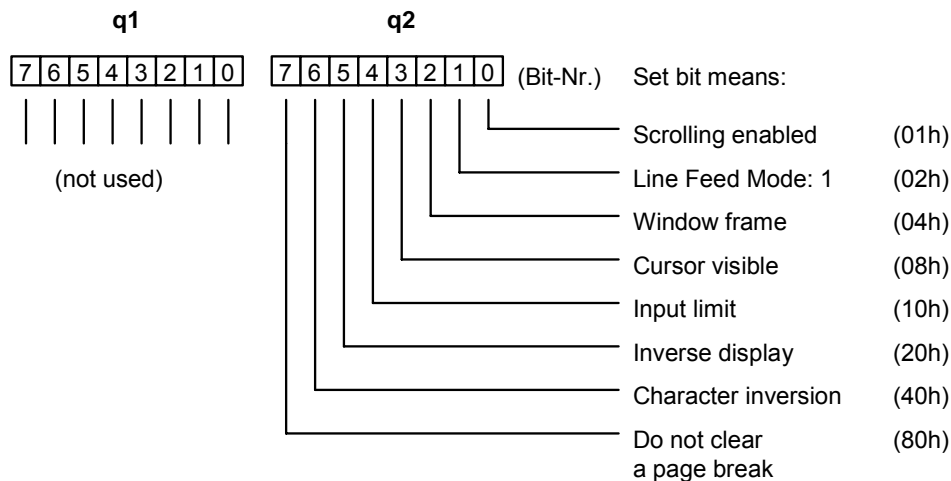 q1 q2
7 6 5 4 3 2 1 0 7 6 5 4 3 2 1 0 (Bit-Nr.) Set bit means:
Scrolling enabled (01h)
(not used) Line Feed Mode: 1 (02h)
Window frame (04h)
Cursor visible (08h)
Input limit (10h)
Inverse display (20h)
Character inversion (40h)
Do not clear (80h)
a page break